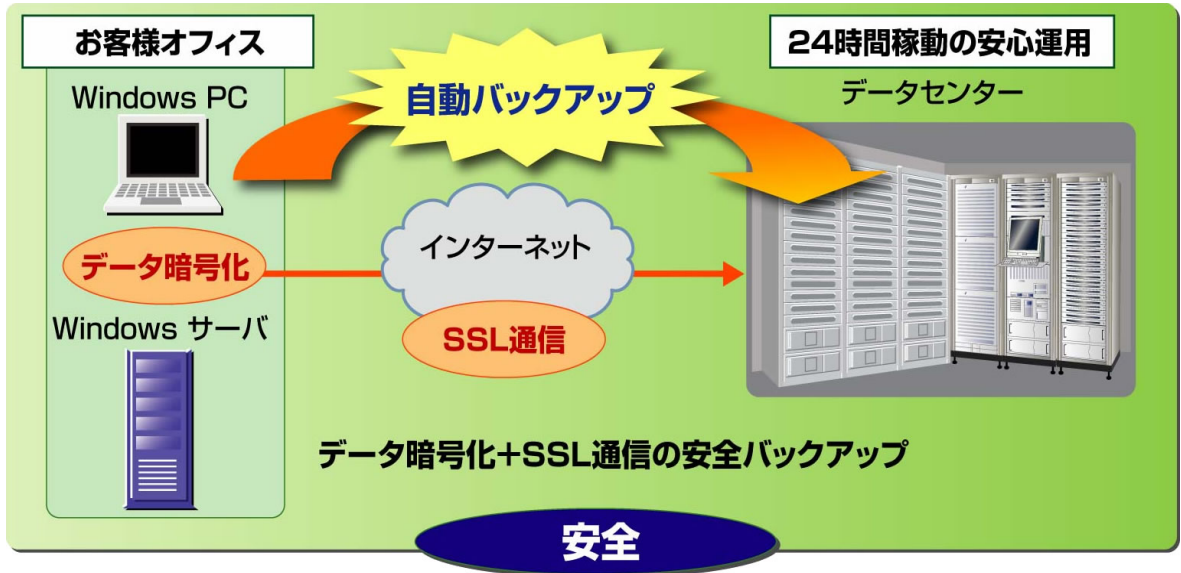 お客様オフィス
Windows PC
データ暗号化
Windows サーバ
自動バックアップ
インターネット
SSL通信
24時間稼動の安心運用
データセンター
データ暗号化+SSL通信の安全バックアップ
安全